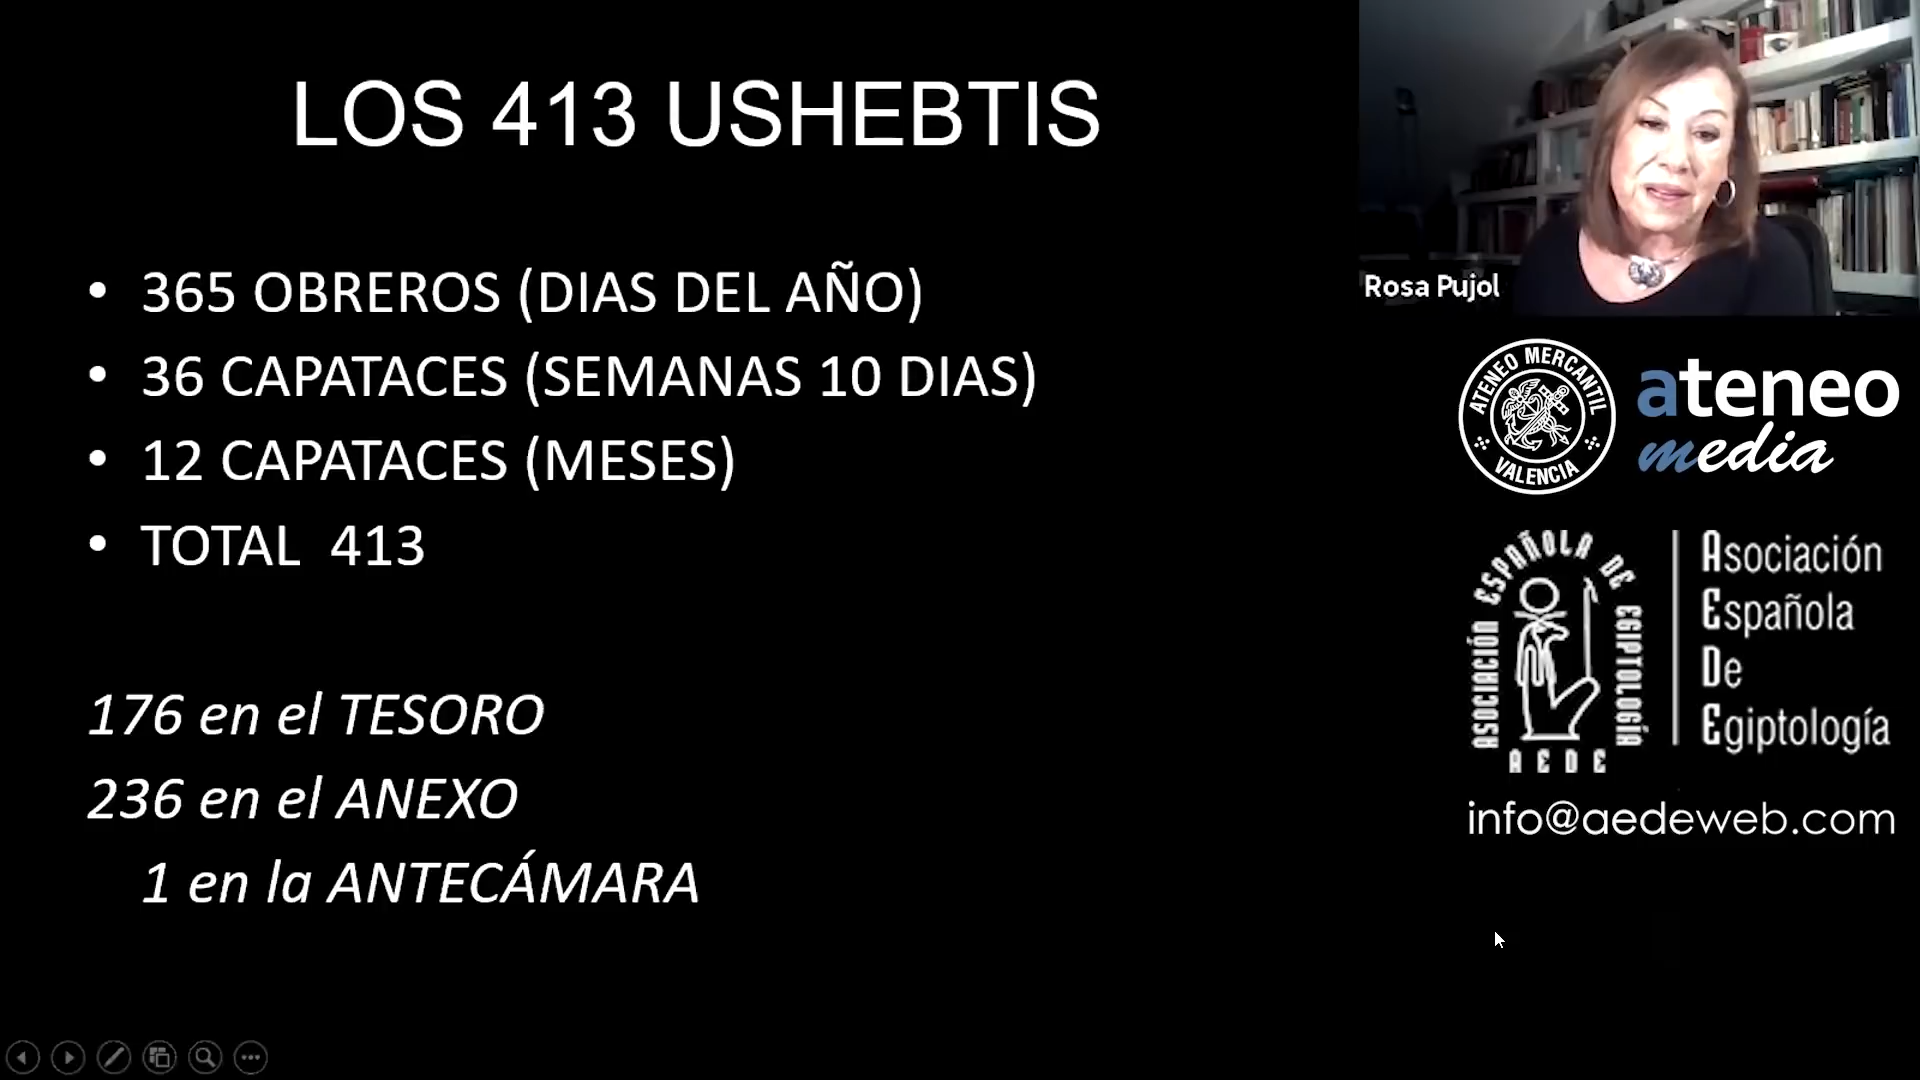 LOS 413 USHEBTIS
• 365 OBREROS (DIAS DEL AÑO)
• 36 CAPATACES (SEMANAS 10 DIAS)
• 12 CAPATACES (MESES)
• TOTAL 413
176 en el TESORO
236 en el ANEXO
1 en la ANTECÁMARA
Rosa Pujol
ATENEO MERCANTIL
VALENCIA
ateneo
media
ASOCIACIÓN ESPAÑOLA DE EGIPTOLOGÍA
AEDE
Asociación
Española
De
Egiptología
info@aedeweb.com